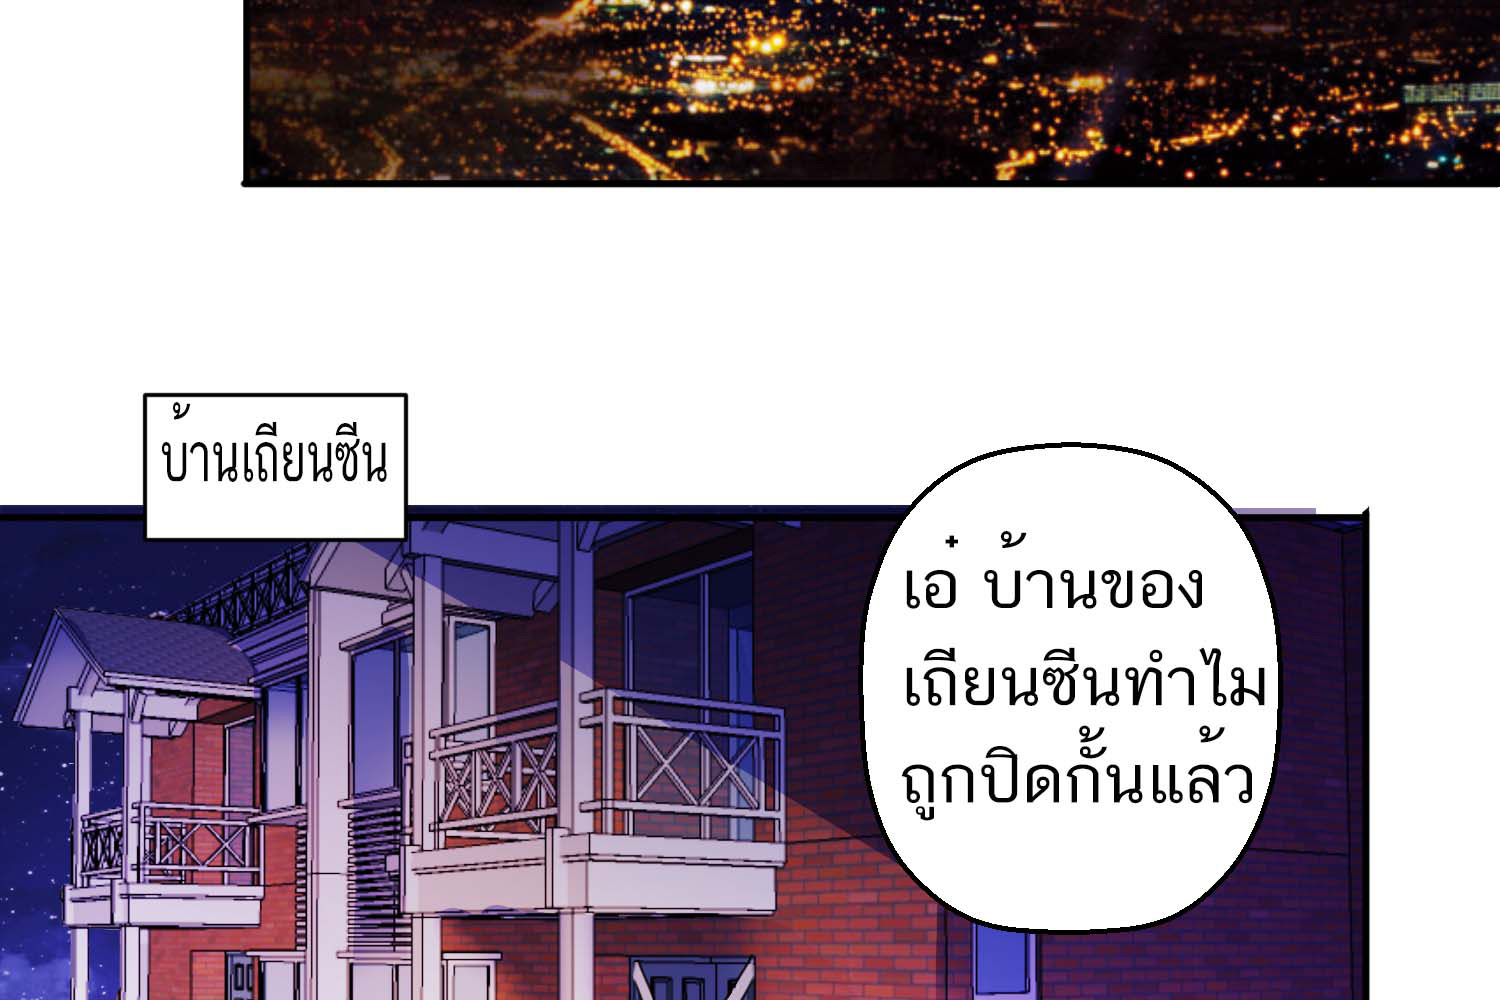 บ้านเถียนซีน
เอ๋ บ้านของ
เถียนซีนทำไม
ถูกปิดกั้นแล้ว